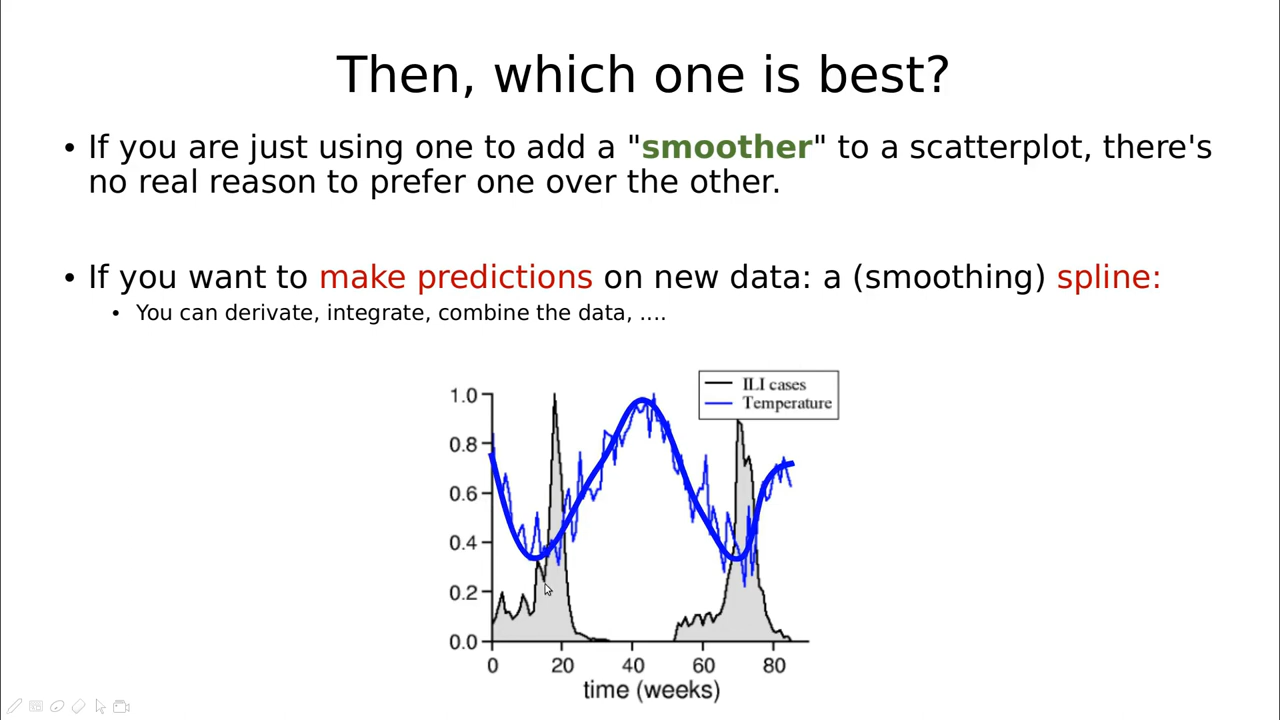 Then, which one is best?
• If you are just using one to add a "smoother" to a scatterplot, there's
no real reason to prefer one over the other.
• If you want to make predictions on new data: a (smoothing) spline:
• You can derivate, integrate, combine the data, ....
ILI cases
Temperature
1.0
0.8
0.6
0.4
0.2
0.0
0 20 40 60 80
time (weeks)